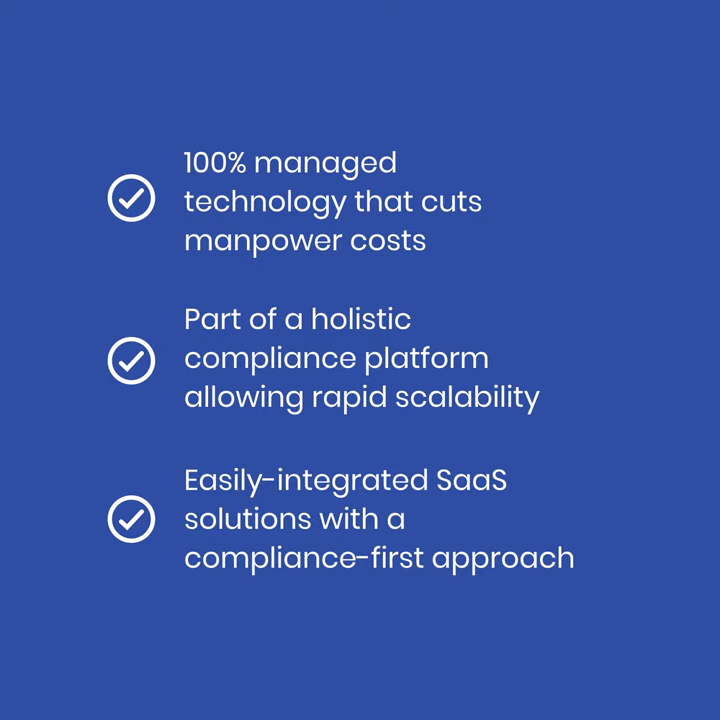 100% managed
technology that cuts
manpower costs
Part of a holistic
compliance platform
allowing rapid scalability
Easily-integrated SaaS
solutions with a
compliance-first approach